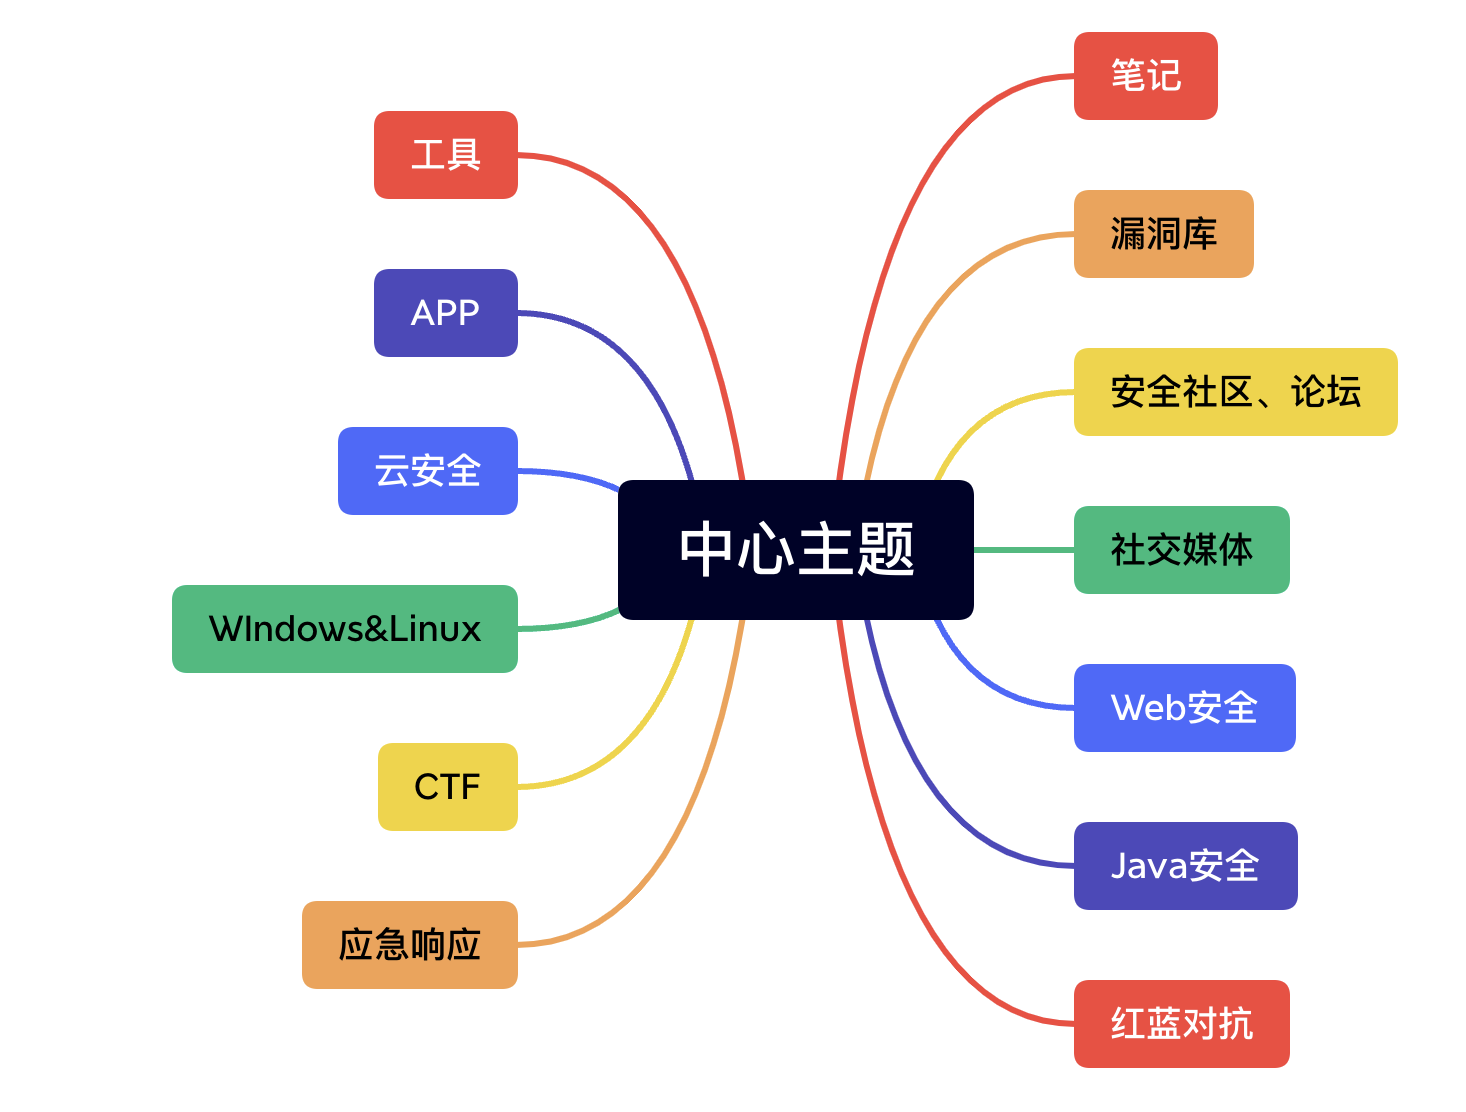 中心主题
笔记
漏洞库
安全社区、论坛
社交媒体
Web安全
Java安全
红蓝对抗
工具
APP
云安全
WIndows&Linux
CTF
应急响应